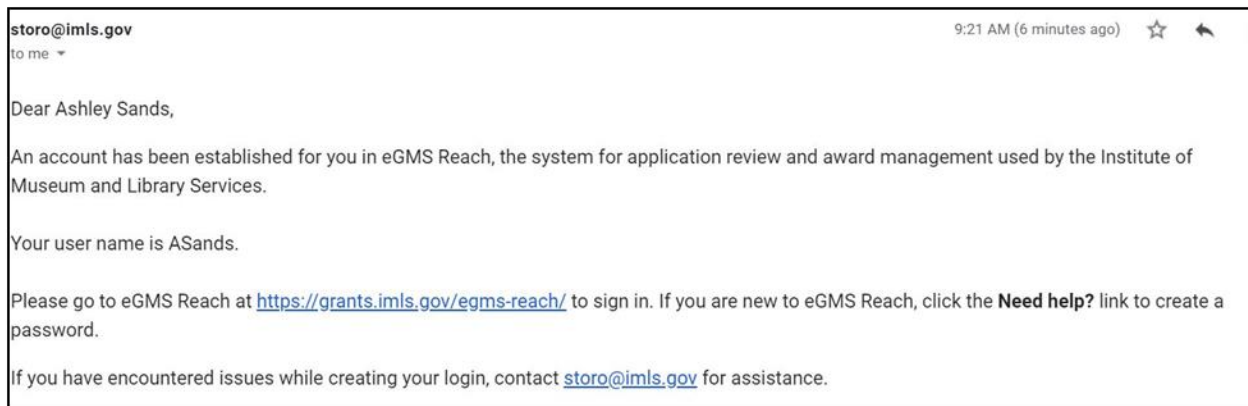 storo@imls.gov
9:21 AM (6 minutes ago)
to me
Dear Ashley Sands,
An account has been established for you in eGMS Reach, the system for application review and award management used by the Institute of
Museum and Library Services.
Your user name is ASands.
Please go to eGMS Reach at https://grants.imls.gov/egms-reach/ to sign in. If you are new to eGMS Reach, click the Need help? link to create a
password.
If you have encountered issues while creating your login, contact storo@imls.gov for assistance.